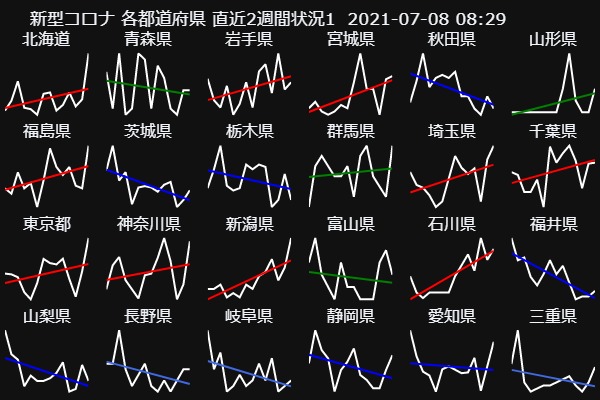 新型コロナ 各都道府県 直近2週間状況1 2021-07-08 08:29
北海道 青森県 岩手県 宮城県 秋田県 山形県
福島県 茨城県 栃木県 群馬県 埼玉県 千葉県
東京都 神奈川県 新潟県 富山県 石川県 福井県
山梨県 長野県 岐阜県 静岡県 愛知県 三重県